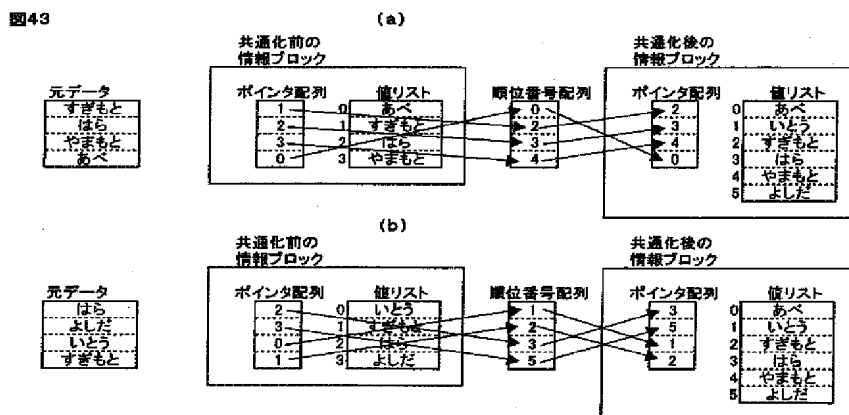 図43
(a)
共通化前の
情報ブロック
共通化後の
情報ブロック
元データ
ポインタ配列
値リスト
順位番号配列
ポインタ配列
値リスト
すぎもと
はら
やまもと
あべ
1
2
3
0
0 あべ
1 すぎもと
2 はら
3 やまもと
0
2
3
4
2
3
4
0
0 あべ
1 いとう
2 すぎもと
3 はら
4 やまもと
5 よしだ
(b)
共通化前の
情報ブロック
共通化後の
情報ブロック
元データ
ポインタ配列
値リスト
順位番号配列
ポインタ配列
値リスト
はら
よしだ
いとう
すぎもと
2
3
0
1
0 いとう
1 すぎもと
2 はら
3 よしだ
1
2
3
5
3
5
1
2
0 あべ
1 いとう
2 すぎもと
3 はら
4 やまもと
5 よしだ